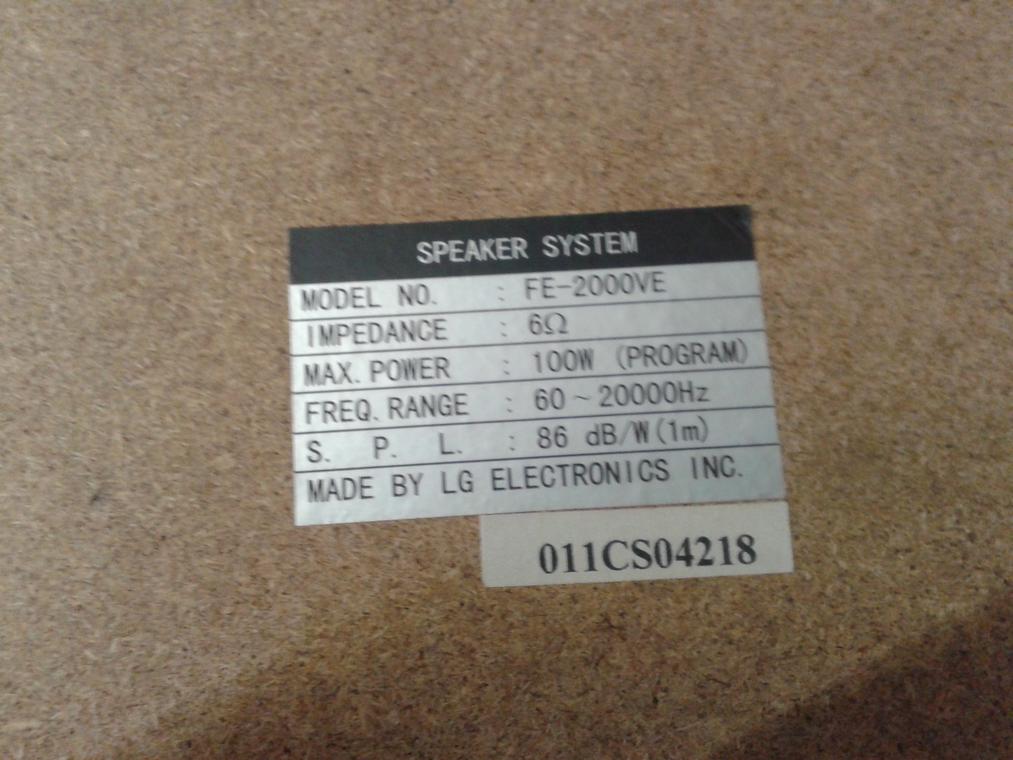 SPEAKER SYSTEM
MODEL NO. : FE-2000VE
IMPEDANCE : 6Ω
MAX. POWER : 100W (PROGRAM)
FREQ. RANGE : 60 ~ 20000Hz
S. P. L. : 86 dB/W(1m)
MADE BY LG ELECTRONICS INC.
011CS04218